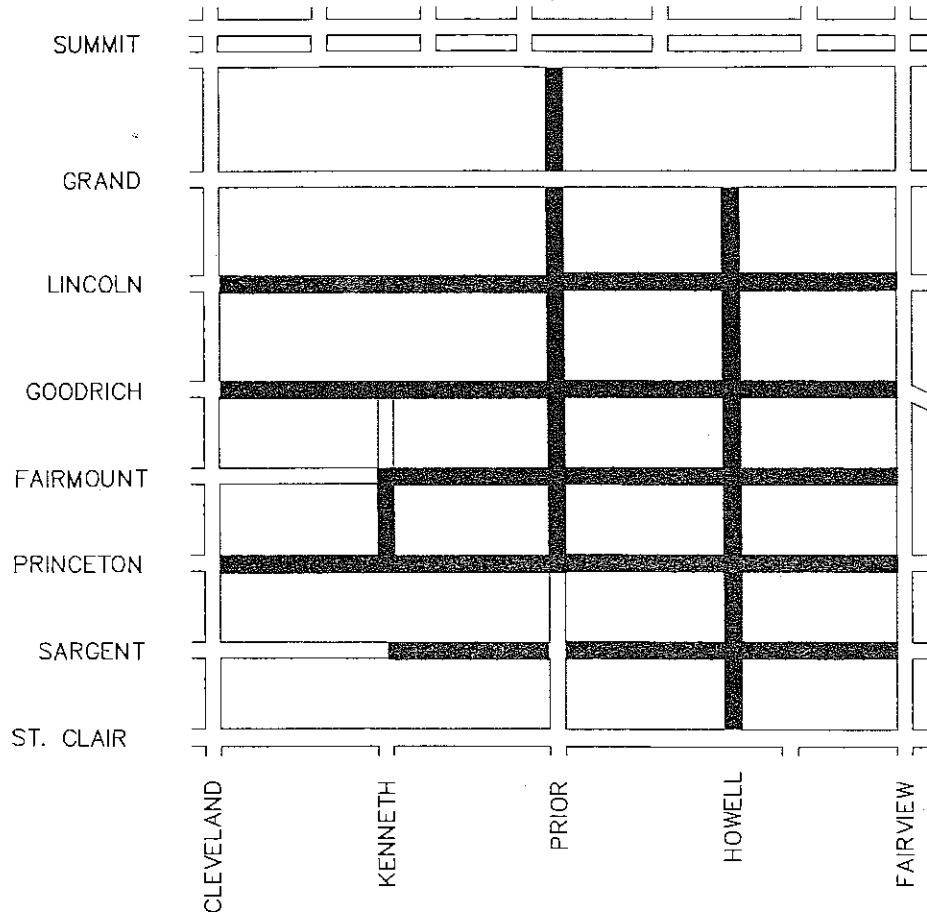 SUMMIT
GRAND
LINCOLN
GOODRICH
FAIRMOUNT
PRINCETON
SARGENT
ST. CLAIR
CLEVELAND
KENNETH
PRIOR
HOWELL
FAIRVIEW